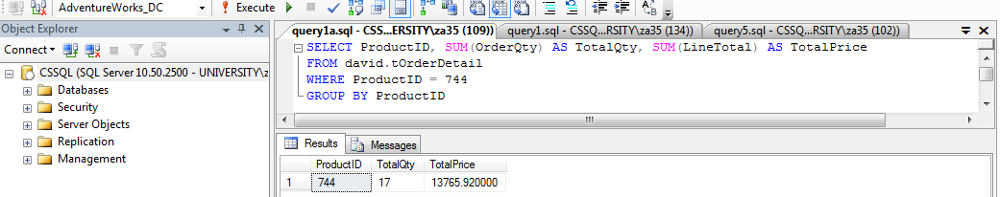 AdventureWorks_DC
Execute
Object Explorer
Connect
CSSQL (SQL Server 10.50.2500 - UNIVERSITY\z
Databases
Security
Server Objects
Replication
Management
query1a.sql - CSS...ERSITY\za35 (109))
query1.sql - CSSQ...RSITY\za35 (134))
query5.sql - CSSQ...RSITY\za35 (102))
SELECT ProductID, SUM(OrderQty) AS TotalQty, SUM(LineTotal) AS TotalPrice
FROM david.tOrderDetail
WHERE ProductID = 744
GROUP BY ProductID
Results
Messages
ProductID TotalQty TotalPrice
1 744 17 13765.920000